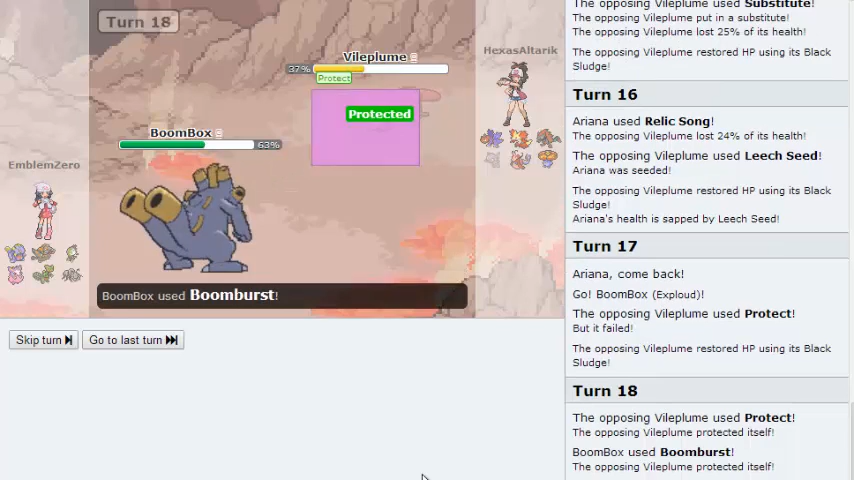 Turn 18
Vileplume
37%
Protect
Protected
BoomBox
63%
EmblemZero
HexasAltarik
BoomBox used Boomburst!
Skip turn
Go to last turn
The opposing Vileplume used Substitute!
The opposing Vileplume put in a substitute!
The opposing Vileplume lost 25% of its health!
The opposing Vileplume restored HP using its Black
Sludge!
Turn 16
Ariana used Relic Song!
The opposing Vileplume lost 24% of its health!
The opposing Vileplume used Leech Seed!
Ariana was seeded!
The opposing Vileplume restored HP using its Black
Sludge!
Ariana's health is sapped by Leech Seed!
Turn 17
Ariana, come back!
Go! BoomBox (Exploud)!
The opposing Vileplume used Protect!
But it failed!
The opposing Vileplume restored HP using its Black
Sludge!
Turn 18
The opposing Vileplume used Protect!
The opposing Vileplume protected itself!
BoomBox used Boomburst!
The opposing Vileplume protected itself!